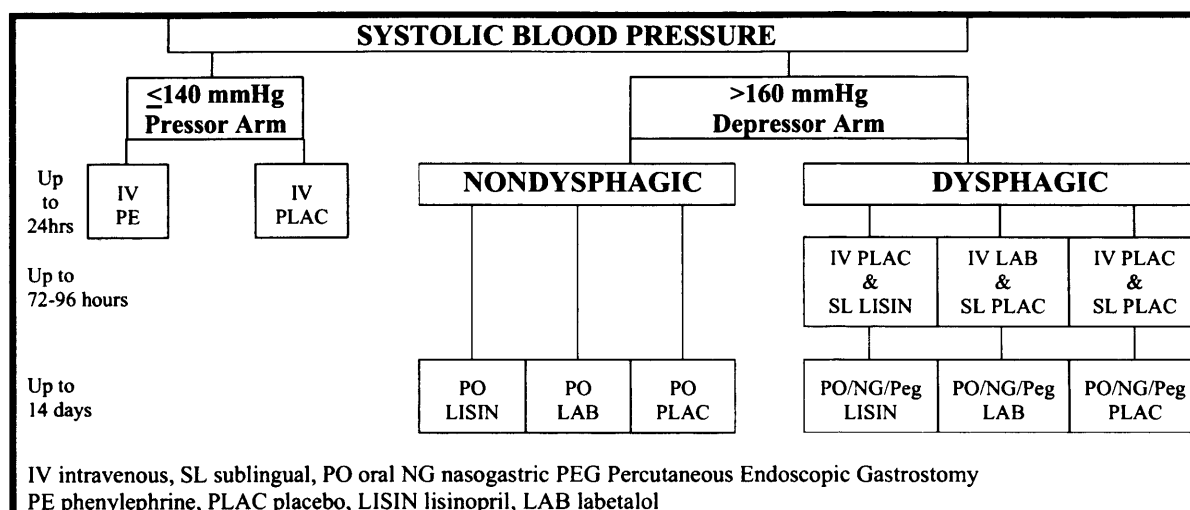 SYSTOLIC BLOOD PRESSURE
≤140 mmHg
Pressor Arm
>160 mmHg
Depressor Arm
Up
to
24hrs
IV
PE
IV
PLAC
NONDYSPHAGIC
DYSPHAGIC
Up to
72-96 hours
IV PLAC
&
SL LISIN
IV LAB
&
SL PLAC
IV PLAC
&
SL PLAC
Up to
14 days
PO
LISIN
PO
LAB
PO
PLAC
PO/NG/Peg
LISIN
PO/NG/Peg
LAB
PO/NG/Peg
PLAC
IV intravenous, SL sublingual, PO oral NG nasogastric PEG Percutaneous Endoscopic Gastrostomy
PE phenylephrine, PLAC placebo, LISIN lisinopril, LAB labetalol